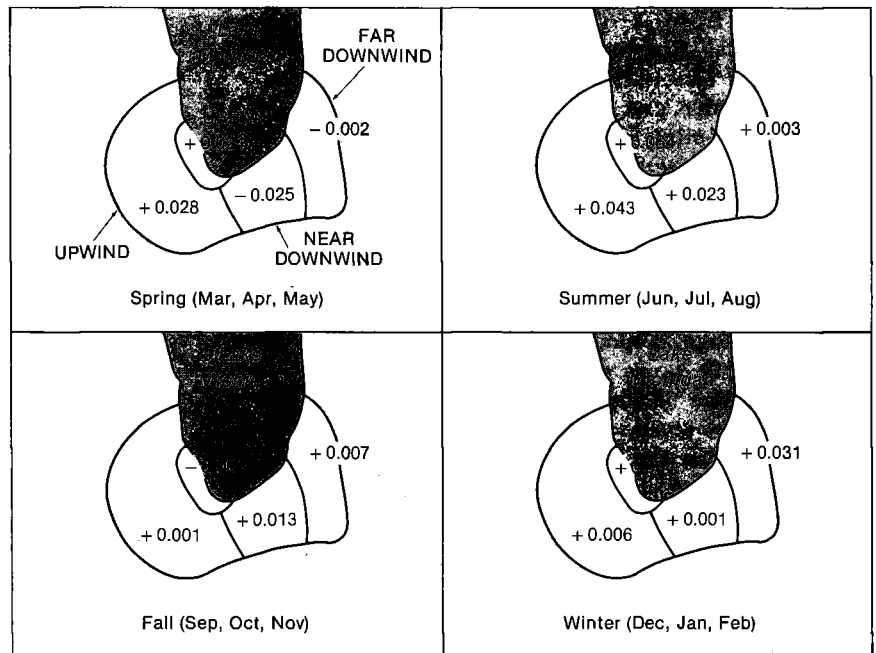 FAR
DOWNWIND
− 0.002
+
− 0.025
+ 0.028
UPWIND
NEAR
DOWNWIND
Spring (Mar, Apr, May)
+ 0.003
+
+ 0.023
+ 0.043
Summer (Jun, Jul, Aug)
+ 0.007
−
+ 0.013
+ 0.001
Fall (Sep, Oct, Nov)
+ 0.031
+
+ 0.001
+ 0.006
Winter (Dec, Jan, Feb)